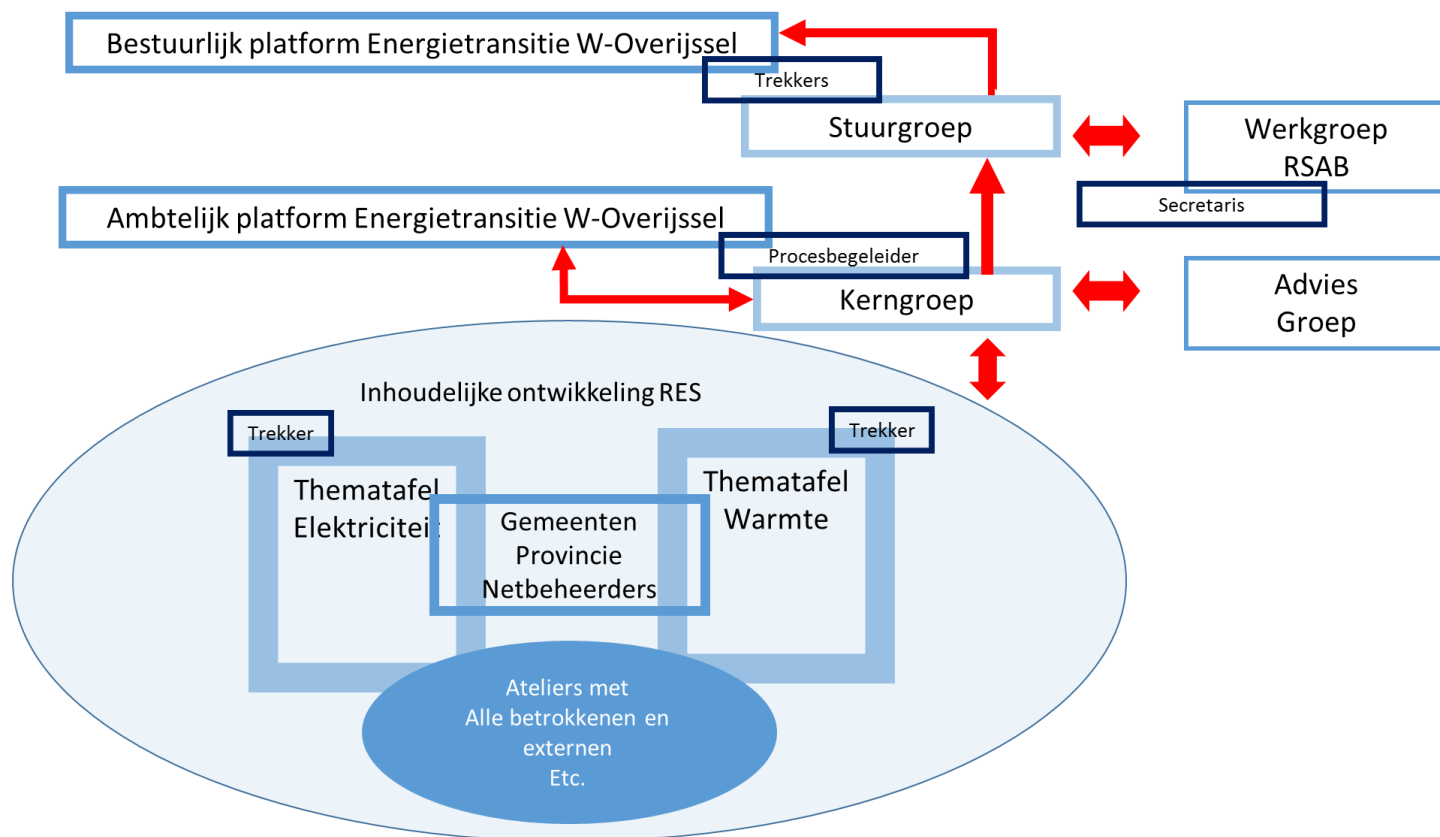 Bestuurlijk platform Energietransitie W-Overijssel
Trekkers
Stuurgroep
Werkgroep
RSAB
Secretaris
Ambtelijk platform Energietransitie W-Overijssel
Procesbegeleider
Kerngroep
Advies
Groep
Inhoudelijke ontwikkeling RES
Trekker
Thematafel
Elektriciteit
Trekker
Thematafel
Warmte
Gemeenten
Provincie
Netbeheerders
Ateliers met
Alle betrokkenen en
externen
Etc.